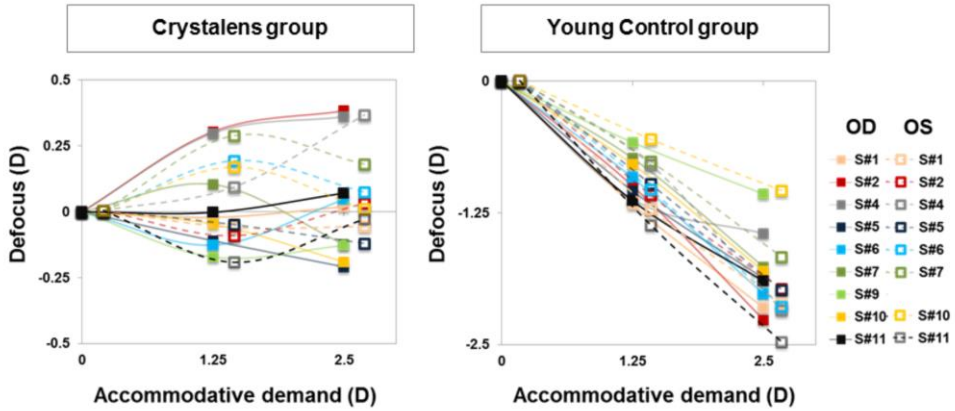 Crystalens group
Young Control group
0.5
0.25
0
-0.25
-0.5
Defocus (D)
0 1.25 2.5
Accommodative demand (D)
0
-1.25
-2.5
Defocus (D)
0 1.25 2.5
Accommodative demand (D)
OD OS
S#1 S#1
S#2 S#2
S#4 S#4
S#5 S#5
S#6 S#6
S#7 S#7
S#9
S#10 S#10
S#11 S#11